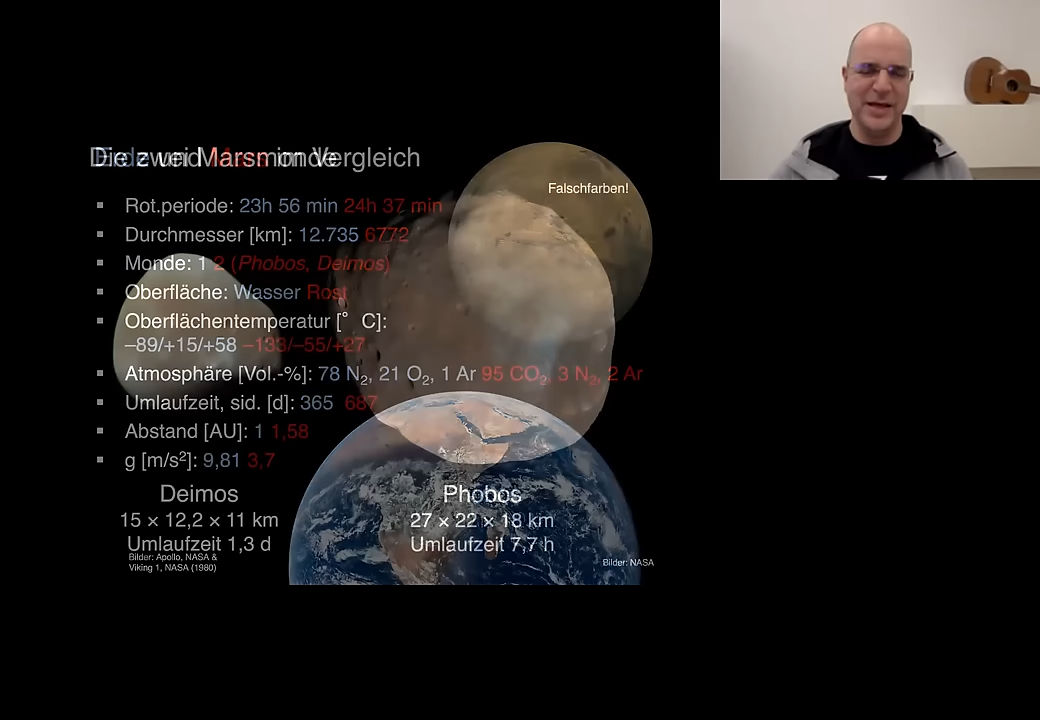 Falschfarben!
Rot.periode: 23h 56 min 24h 37 min
Durchmesser [km]: 12.735 6772
Monde: 1 2 (Phobos, Deimos)
Oberfläche: Wasser Rost
Oberflächentemperatur [° C]:
–89/+15/+58 –133/–55/+27
Atmosphäre [Vol.-%]: 78 N₂, 21 O₂, 1 Ar 95 CO₂, 3 N₂, 2 Ar
Umlaufzeit, sid. [d]: 365 687
Abstand [AU]: 1 1,58
g [m/s²]: 9,81 3,7
Deimos
15 × 12,2 × 11 km
Umlaufzeit 1,3 d
Phobos
27 × 22 × 18 km
Umlaufzeit 7,7 h
Bilder: Apollo, NASA &
Viking 1, NASA (1980)
Bilder: NASA